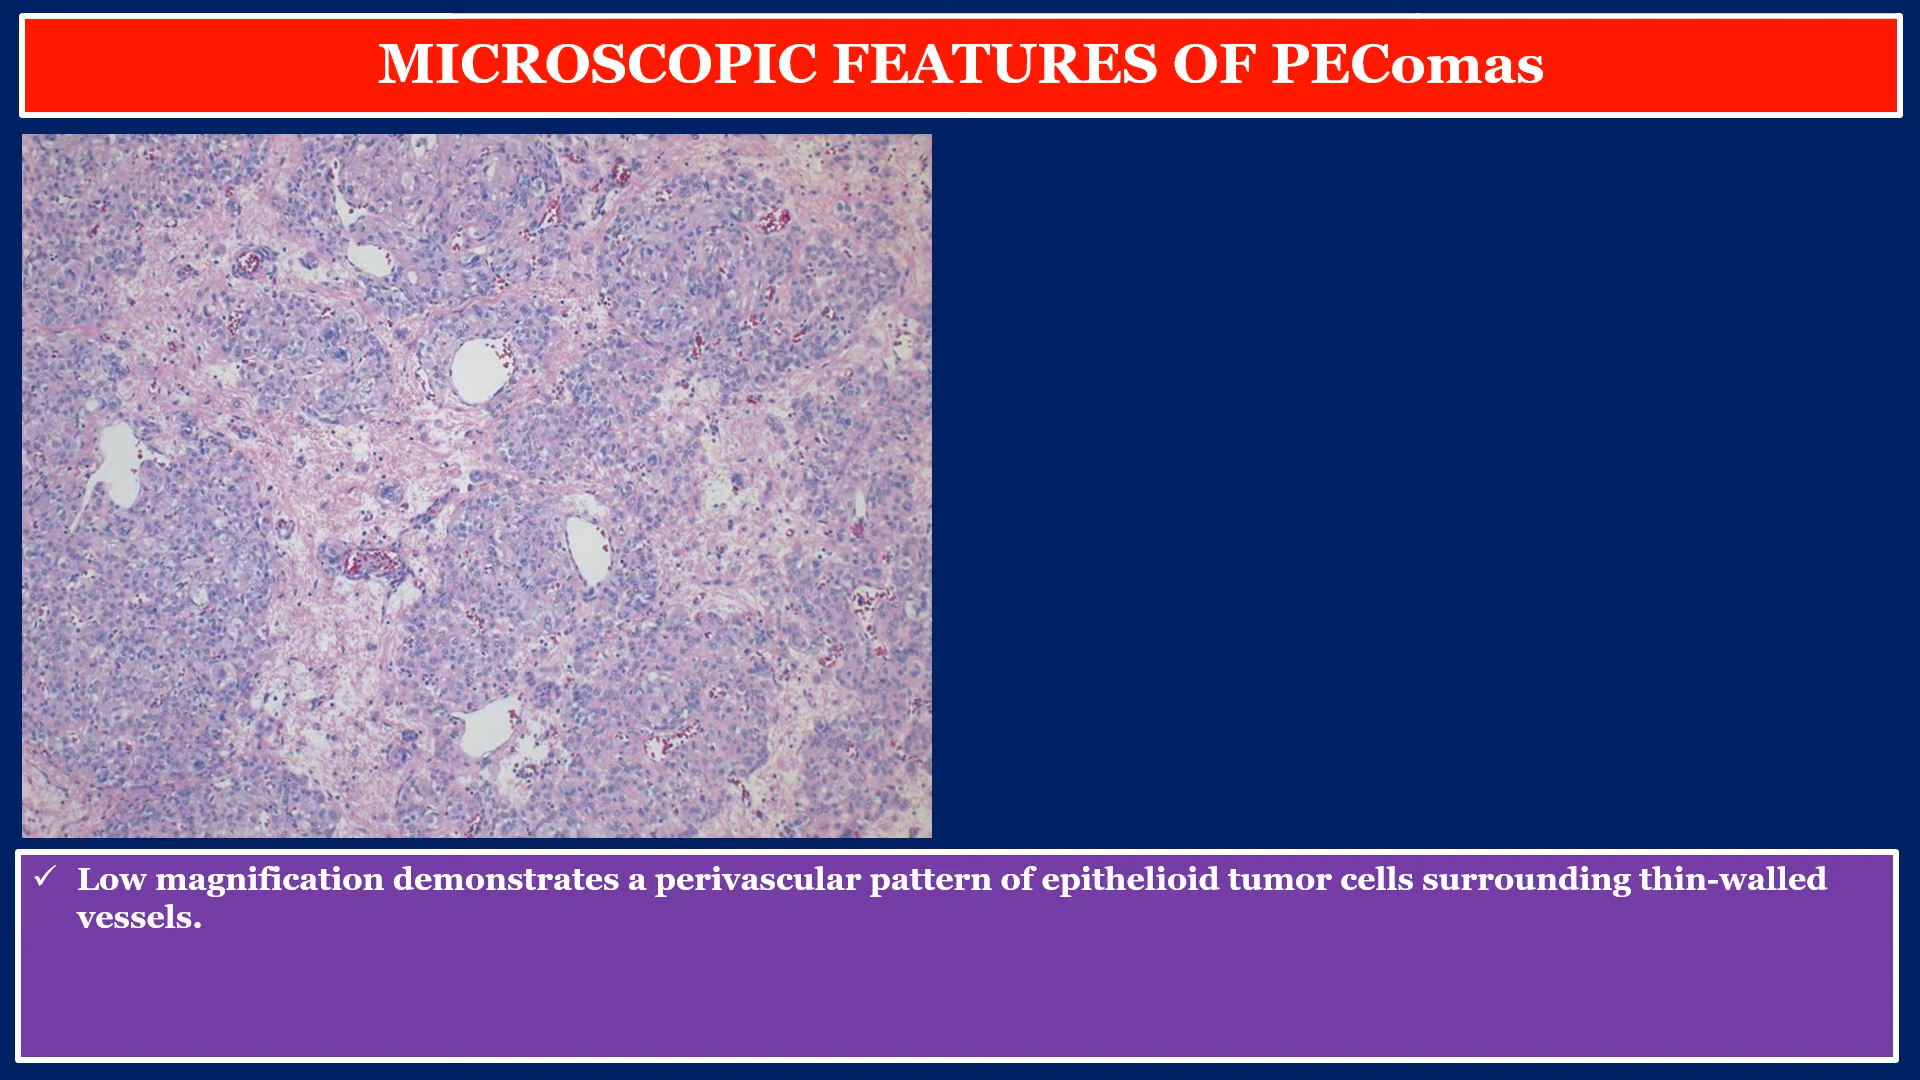 MICROSCOPIC FEATURES OF PEComas
✓ Low magnification demonstrates a perivascular pattern of epithelioid tumor cells surrounding thin-walled
vessels.